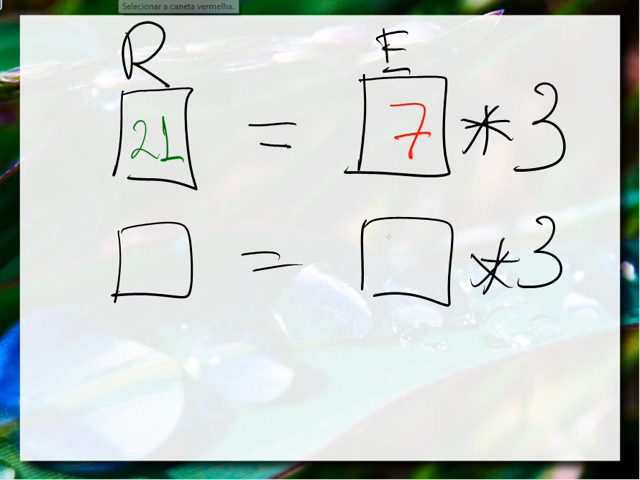 Selecionar a caneta vermelha.
R E
21 = 7 * 3
= * 3